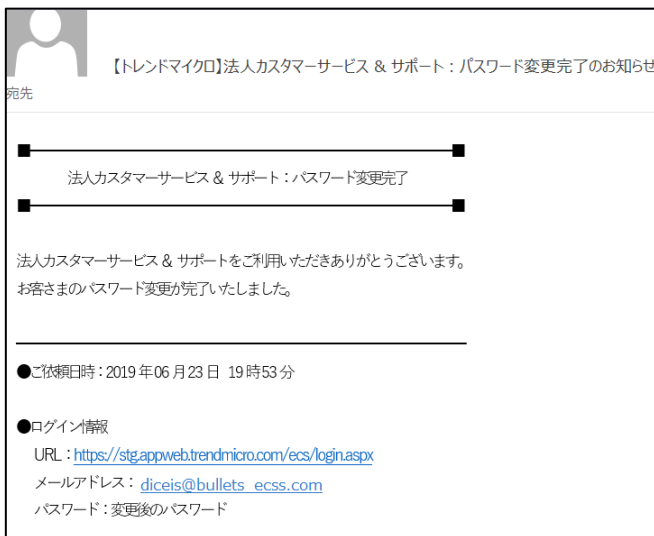 【トレンドマイクロ】法人カスタマーサービス & サポート：パスワード変更完了のお知らせ
宛先
法人カスタマーサービス & サポート：パスワード変更完了
法人カスタマーサービス & サポートをご利用いただきありがとうございます。
お客さまのパスワード変更が完了いたしました。
●ご依頼日時：2019 年 06 月 23 日 19 時 53 分
●ログイン情報
URL：https://stg.appweb.trendmicro.com/ecs/login.aspx
メールアドレス： diceis@bullets_ecss.com
パスワード：変更後のパスワード